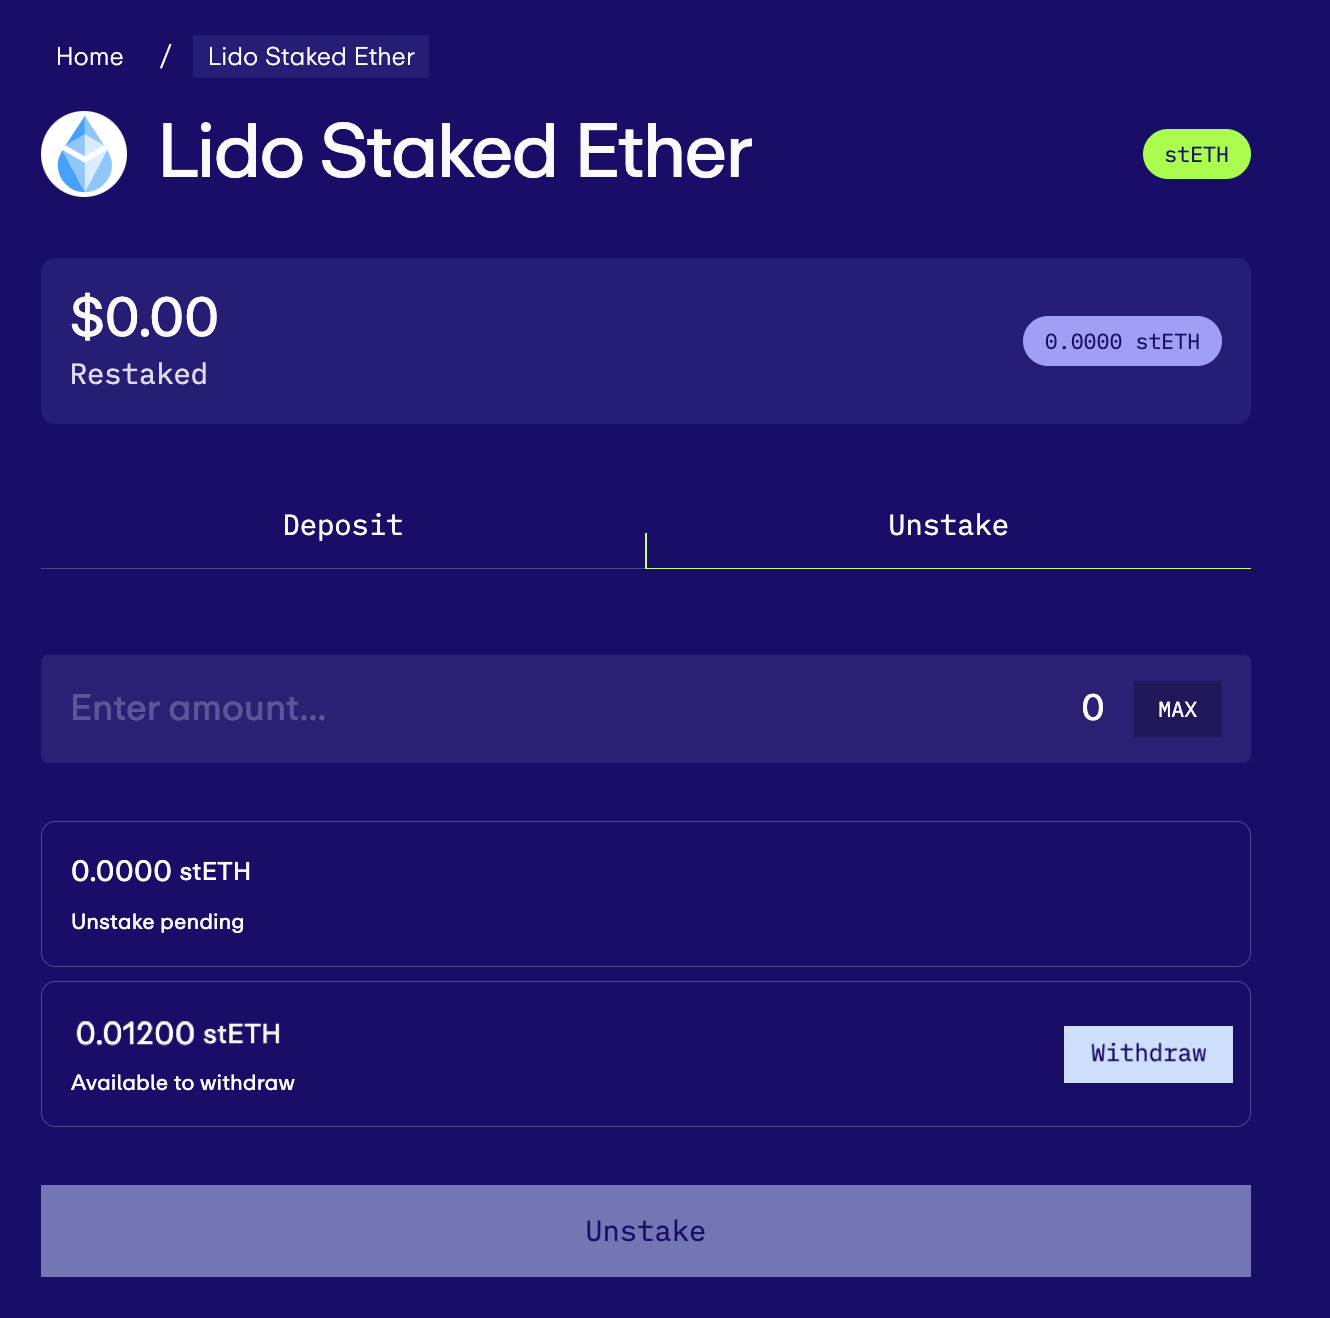 Home / Lido Staked Ether
Lido Staked Ether
stETH
$0.00
Restaked
0.0000 stETH
Deposit
Unstake
Enter amount...
0
MAX
0.0000 stETH
Unstake pending
0.01200 stETH
Available to withdraw
Withdraw
Unstake